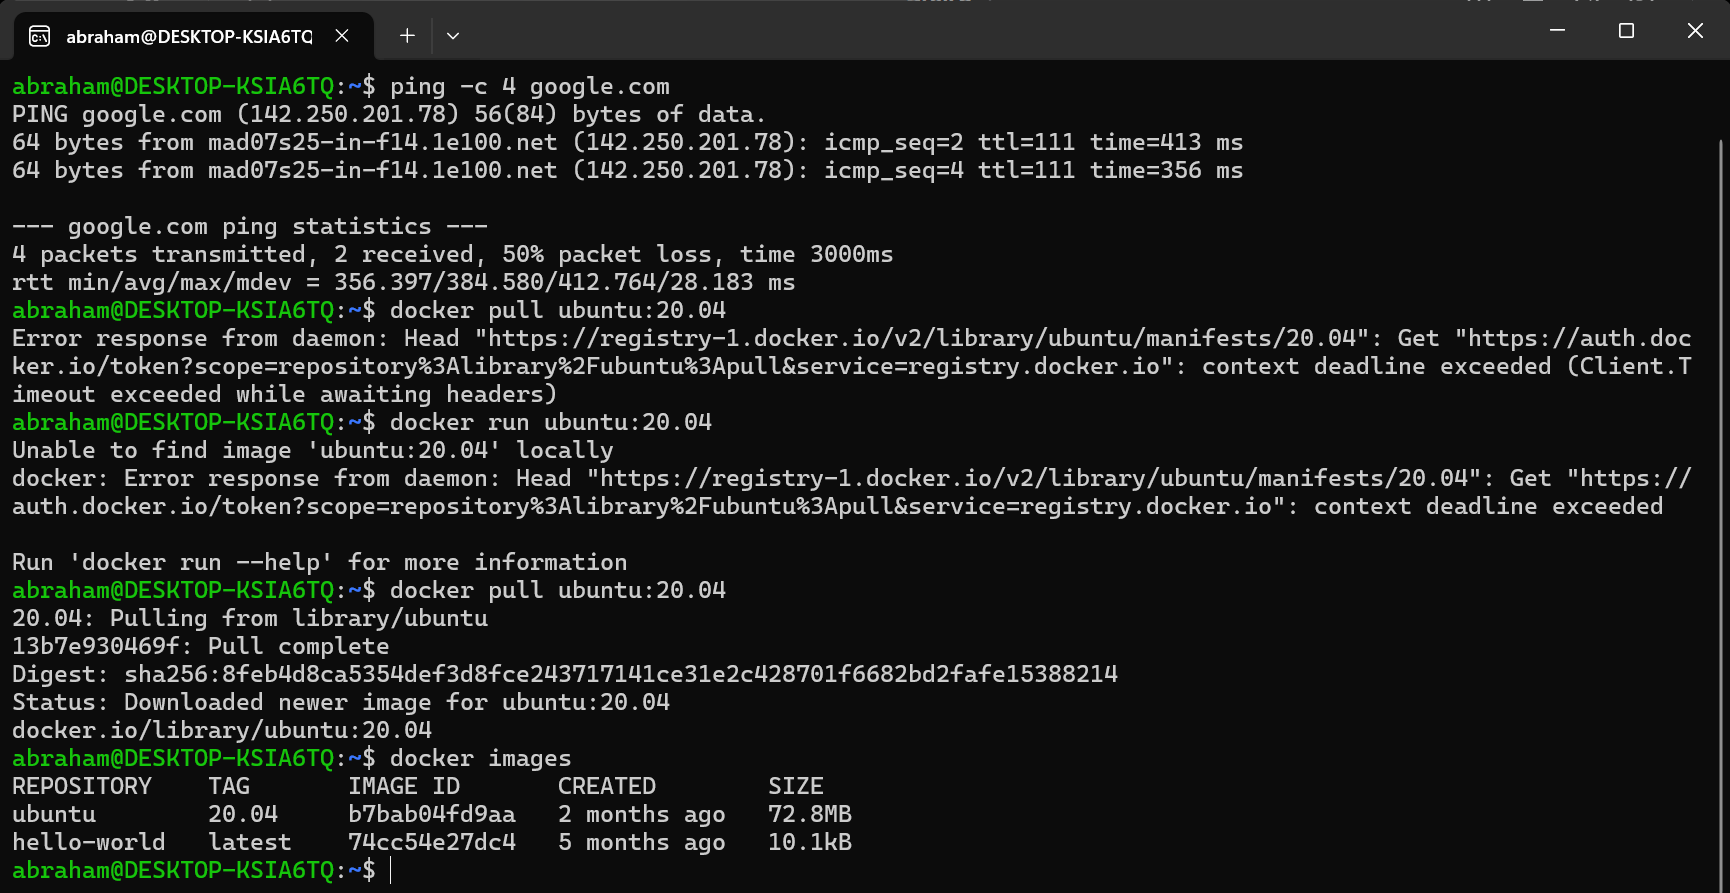 abraham@DESKTOP-KSIA6TQ
abraham@DESKTOP-KSIA6TQ:~$ ping -c 4 google.com
PING google.com (142.250.201.78) 56(84) bytes of data.
64 bytes from mad07s25-in-f14.1e100.net (142.250.201.78): icmp_seq=2 ttl=111 time=413 ms
64 bytes from mad07s25-in-f14.1e100.net (142.250.201.78): icmp_seq=4 ttl=111 time=356 ms
--- google.com ping statistics ---
4 packets transmitted, 2 received, 50% packet loss, time 3000ms
rtt min/avg/max/mdev = 356.397/384.580/412.764/28.183 ms
abraham@DESKTOP-KSIA6TQ:~$ docker pull ubuntu:20.04
Error response from daemon: Head "https://registry-1.docker.io/v2/library/ubuntu/manifests/20.04": Get "https://auth.doc
ker.io/token?scope=repository%3Alibrary%2Fubuntu%3Apull&service=registry.docker.io": context deadline exceeded (Client.T
imeout exceeded while awaiting headers)
abraham@DESKTOP-KSIA6TQ:~$ docker run ubuntu:20.04
Unable to find image 'ubuntu:20.04' locally
docker: Error response from daemon: Head "https://registry-1.docker.io/v2/library/ubuntu/manifests/20.04": Get "https://
auth.docker.io/token?scope=repository%3Alibrary%2Fubuntu%3Apull&service=registry.docker.io": context deadline exceeded
Run 'docker run --help' for more information
abraham@DESKTOP-KSIA6TQ:~$ docker pull ubuntu:20.04
20.04: Pulling from library/ubuntu
13b7e930469f: Pull complete
Digest: sha256:8feb4d8ca5354def3d8fce243717141ce31e2c428701f6682bd2fafe15388214
Status: Downloaded newer image for ubuntu:20.04
docker.io/library/ubuntu:20.04
abraham@DESKTOP-KSIA6TQ:~$ docker images
REPOSITORY    TAG       IMAGE ID       CREATED        SIZE
ubuntu        20.04     b7bab04fd9aa   2 months ago   72.8MB
hello-world   latest    74cc54e27dc4   5 months ago   10.1kB
abraham@DESKTOP-KSIA6TQ:~$